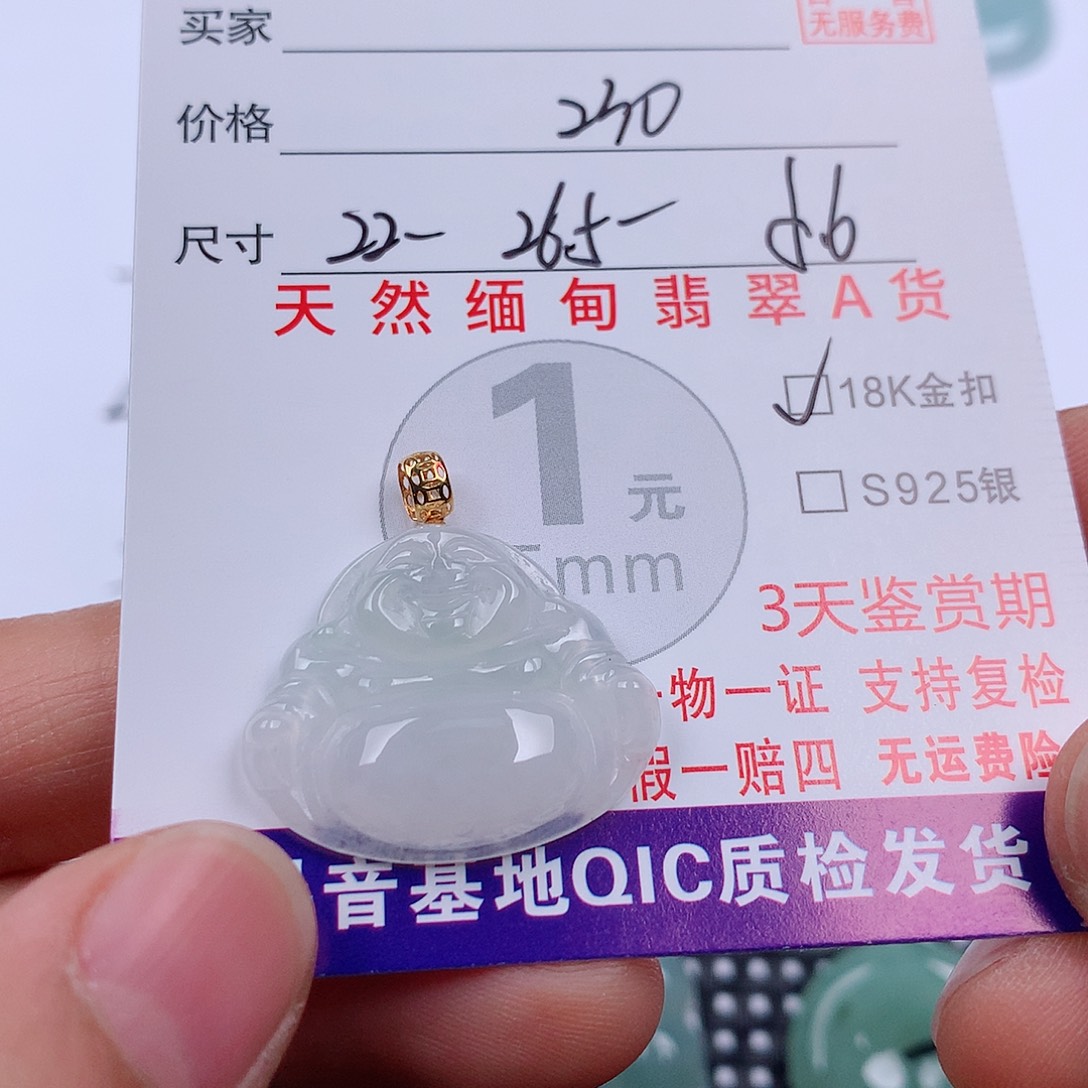 无服务费
买家
价格 230
尺寸 22- 26.5- 5.6
天然缅甸翡翠A货
18K金扣
1元
S925银
mm
3天鉴赏期
物一证 支持复检
假一赔四 无运费险
音基地QIC质检发货